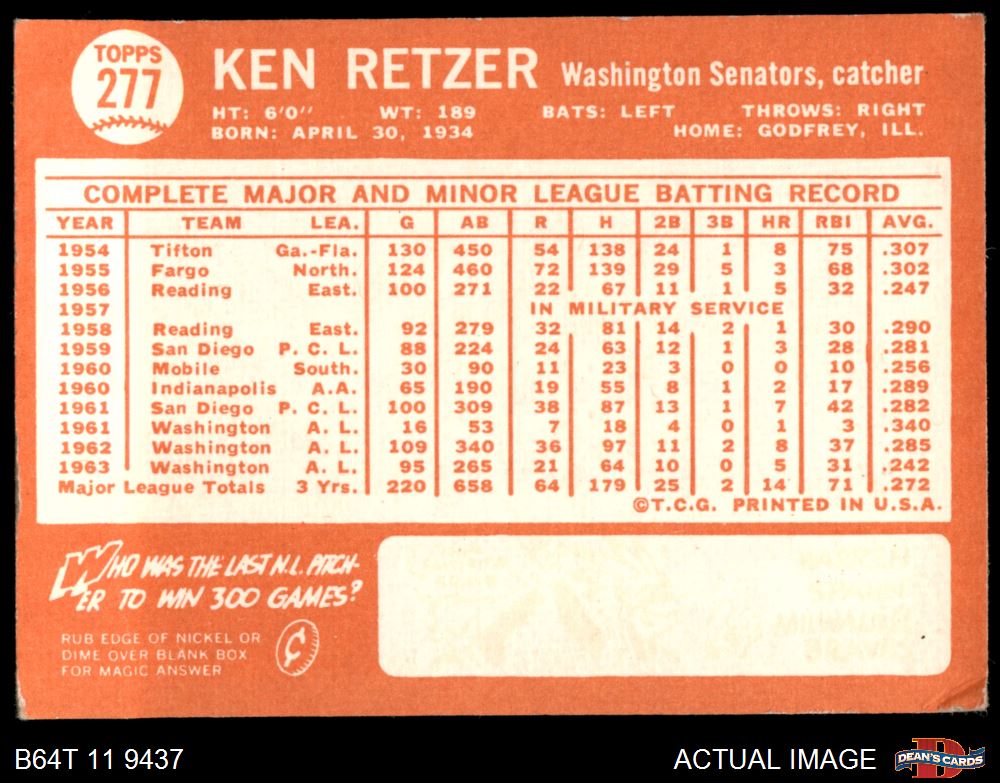 TOPPS
277
KEN RETZER Washington Senators, catcher
HT: 6'0" WT: 189 BATS: LEFT THROWS: RIGHT
BORN: APRIL 30, 1934 HOME: GODFREY, ILL.
COMPLETE MAJOR AND MINOR LEAGUE BATTING RECORD
YEAR TEAM LEA. G AB R H 2B 3B HR RBI AVG.
1954 Tifton Ga.-Fla. 130 450 54 138 24 1 8 75 .307
1955 Fargo North. 124 460 72 139 29 5 3 68 .302
1956 Reading East. 100 271 22 67 11 1 5 32 .247
1957 IN MILITARY SERVICE
1958 Reading East. 92 279 32 81 14 2 1 30 .290
1959 San Diego P. C. L. 88 224 24 63 12 1 3 28 .281
1960 Mobile South. 30 90 11 23 3 0 0 10 .256
1960 Indianapolis A.A. 65 190 19 55 8 1 2 17 .289
1961 San Diego P. C. L. 100 309 38 87 13 1 7 42 .282
1961 Washington A. L. 16 53 7 18 4 0 1 3 .340
1962 Washington A. L. 109 340 36 97 11 2 8 37 .285
1963 Washington A. L. 95 265 21 64 10 0 5 31 .242
Major League Totals 3 Yrs. 220 658 64 179 25 2 14 71 .272
©T.C.G. PRINTED IN U.S.A.
WHO WAS THE LAST N.L. PITCH-
ER TO WIN 300 GAMES?
RUB EDGE OF NICKEL OR
DIME OVER BLANK BOX
FOR MAGIC ANSWER
¢
B64T 11 9437 ACTUAL IMAGE
D
DEAN'S CARDS